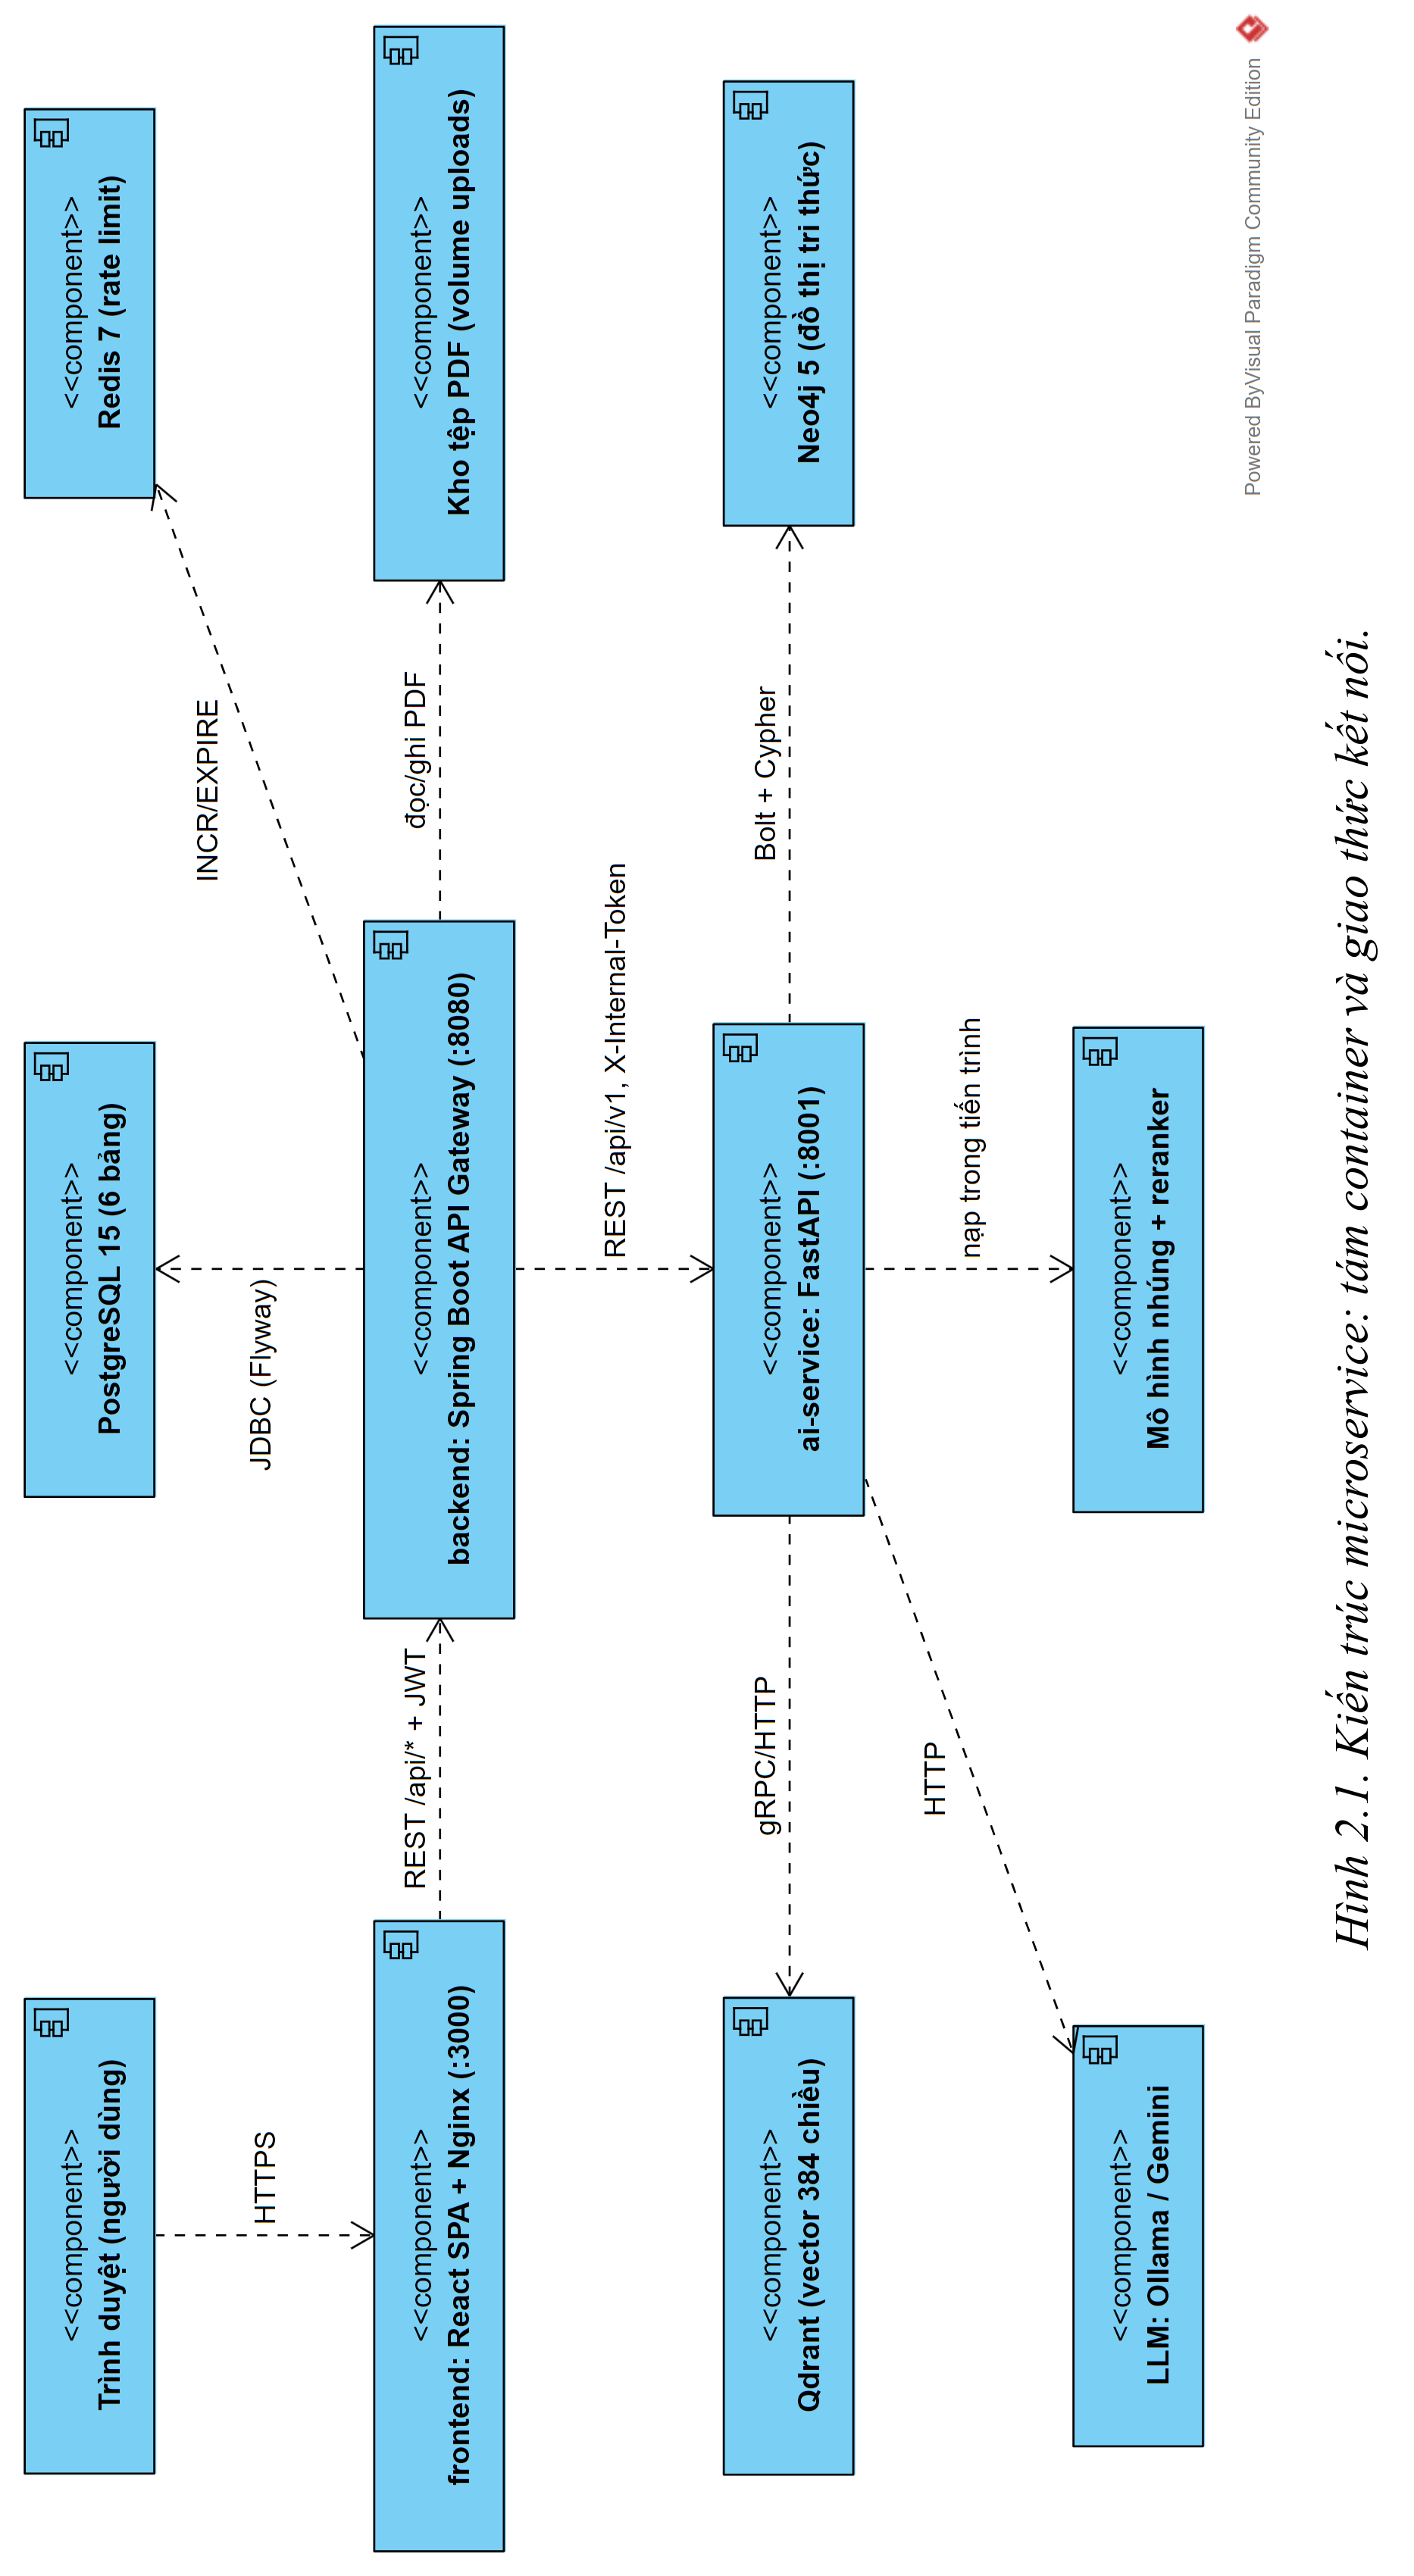 <<component>>
Trình duyệt (người dùng)
<<component>>
PostgreSQL 15 (6 bảng)
<<component>>
Redis 7 (rate limit)
HTTPS
JDBC (Flyway)
INCR/EXPIRE
<<component>>
frontend: React SPA + Nginx (:3000)
REST /api/* + JWT
<<component>>
backend: Spring Boot API Gateway (:8080)
đọc/ghi PDF
<<component>>
Kho tệp PDF (volume uploads)
REST /api/v1, X-Internal-Token
<<component>>
Qdrant (vector 384 chiều)
gRPC/HTTP
<<component>>
ai-service: FastAPI (:8001)
Bolt + Cypher
<<component>>
Neo4j 5 (đồ thị tri thức)
HTTP
nạp trong tiến trình
<<component>>
LLM: Ollama / Gemini
<<component>>
Mô hình nhúng + reranker
Powered ByVisual Paradigm Community Edition
Hình 2.1. Kiến trúc microservice: tám container và giao thức kết nối.